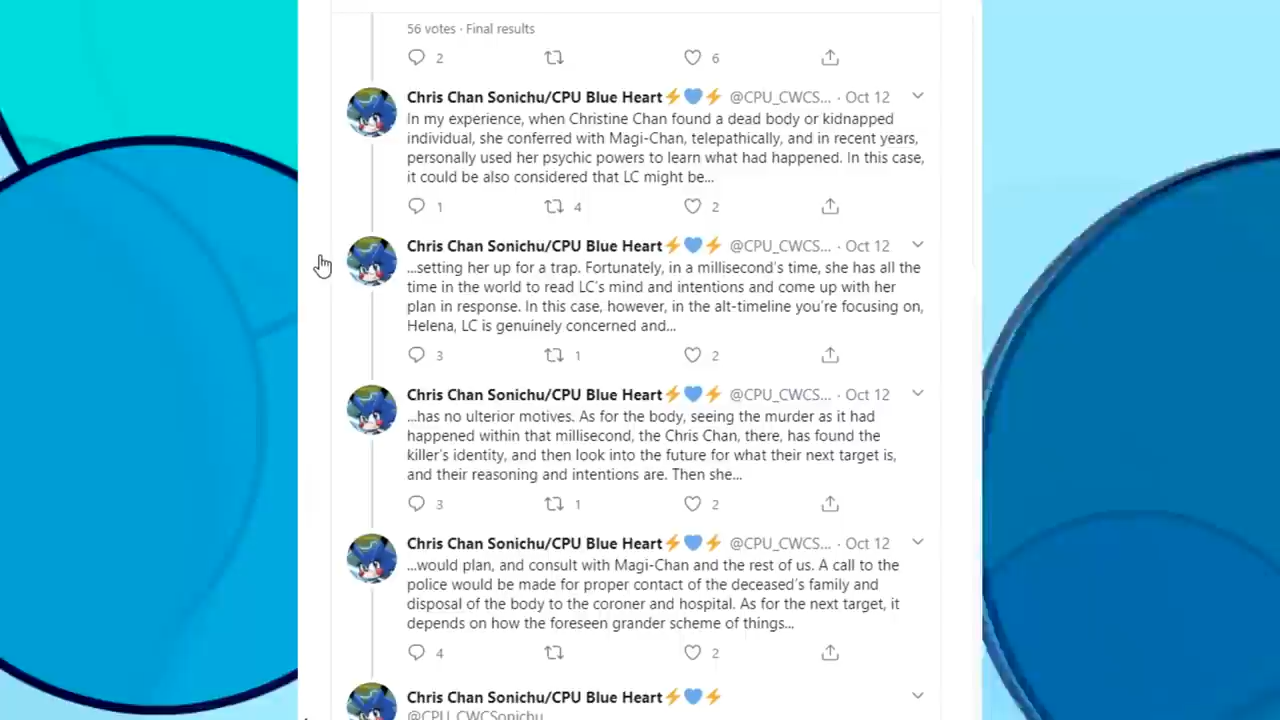 56 votes · Final results
2 6
Chris Chan Sonichu/CPU Blue Heart⚡💙⚡ @CPU_CWCS... · Oct 12
In my experience, when Christine Chan found a dead body or kidnapped
individual, she conferred with Magi-Chan, telepathically, and in recent years,
personally used her psychic powers to learn what had happened. In this case,
it could be also considered that LC might be...
1 4 2
Chris Chan Sonichu/CPU Blue Heart⚡💙⚡ @CPU_CWCS... · Oct 12
...setting her up for a trap. Fortunately, in a millisecond's time, she has all the
time in the world to read LC's mind and intentions and come up with her
plan in response. In this case, however, in the alt-timeline you're focusing on,
Helena, LC is genuinely concerned and...
3 1 2
Chris Chan Sonichu/CPU Blue Heart⚡💙⚡ @CPU_CWCS... · Oct 12
...has no ulterior motives. As for the body, seeing the murder as it had
happened within that millisecond, the Chris Chan, there, has found the
killer's identity, and then look into the future for what their next target is,
and their reasoning and intentions are. Then she...
3 1 2
Chris Chan Sonichu/CPU Blue Heart⚡💙⚡ @CPU_CWCS... · Oct 12
...would plan, and consult with Magi-Chan and the rest of us. A call to the
police would be made for proper contact of the deceased's family and
disposal of the body to the coroner and hospital. As for the next target, it
depends on how the foreseen grander scheme of things...
4 2
Chris Chan Sonichu/CPU Blue Heart⚡💙⚡
@CPU_CWCSonichu